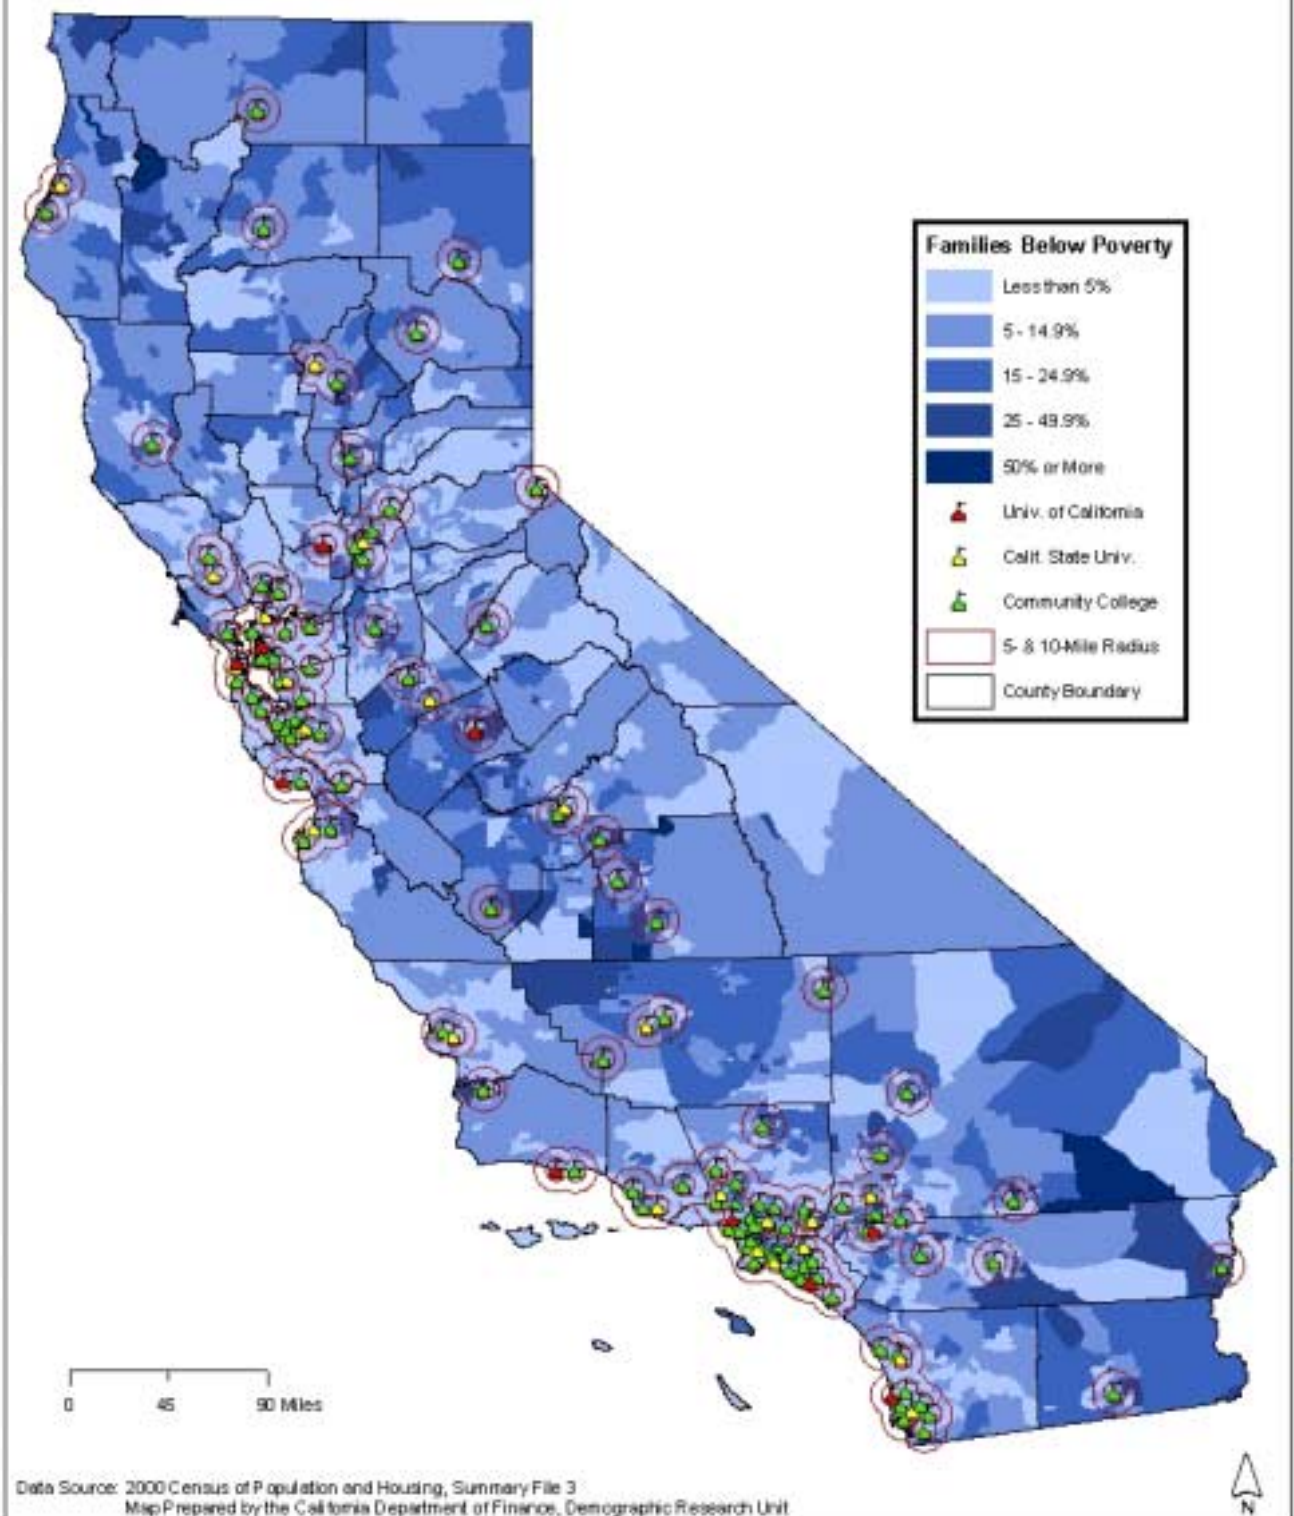 Families Below Poverty
Less than 5%
5 - 14.9%
15 - 24.9%
25 - 49.9%
50% or More
Univ. of California
Calif. State Univ.
Community College
5- & 10-Mile Radius
County Boundary
0 45 90 Miles
Data Source: 2000 Census of Population and Housing, Summary File 3
Map Prepared by the California Department of Finance, Demographic Research Unit
N